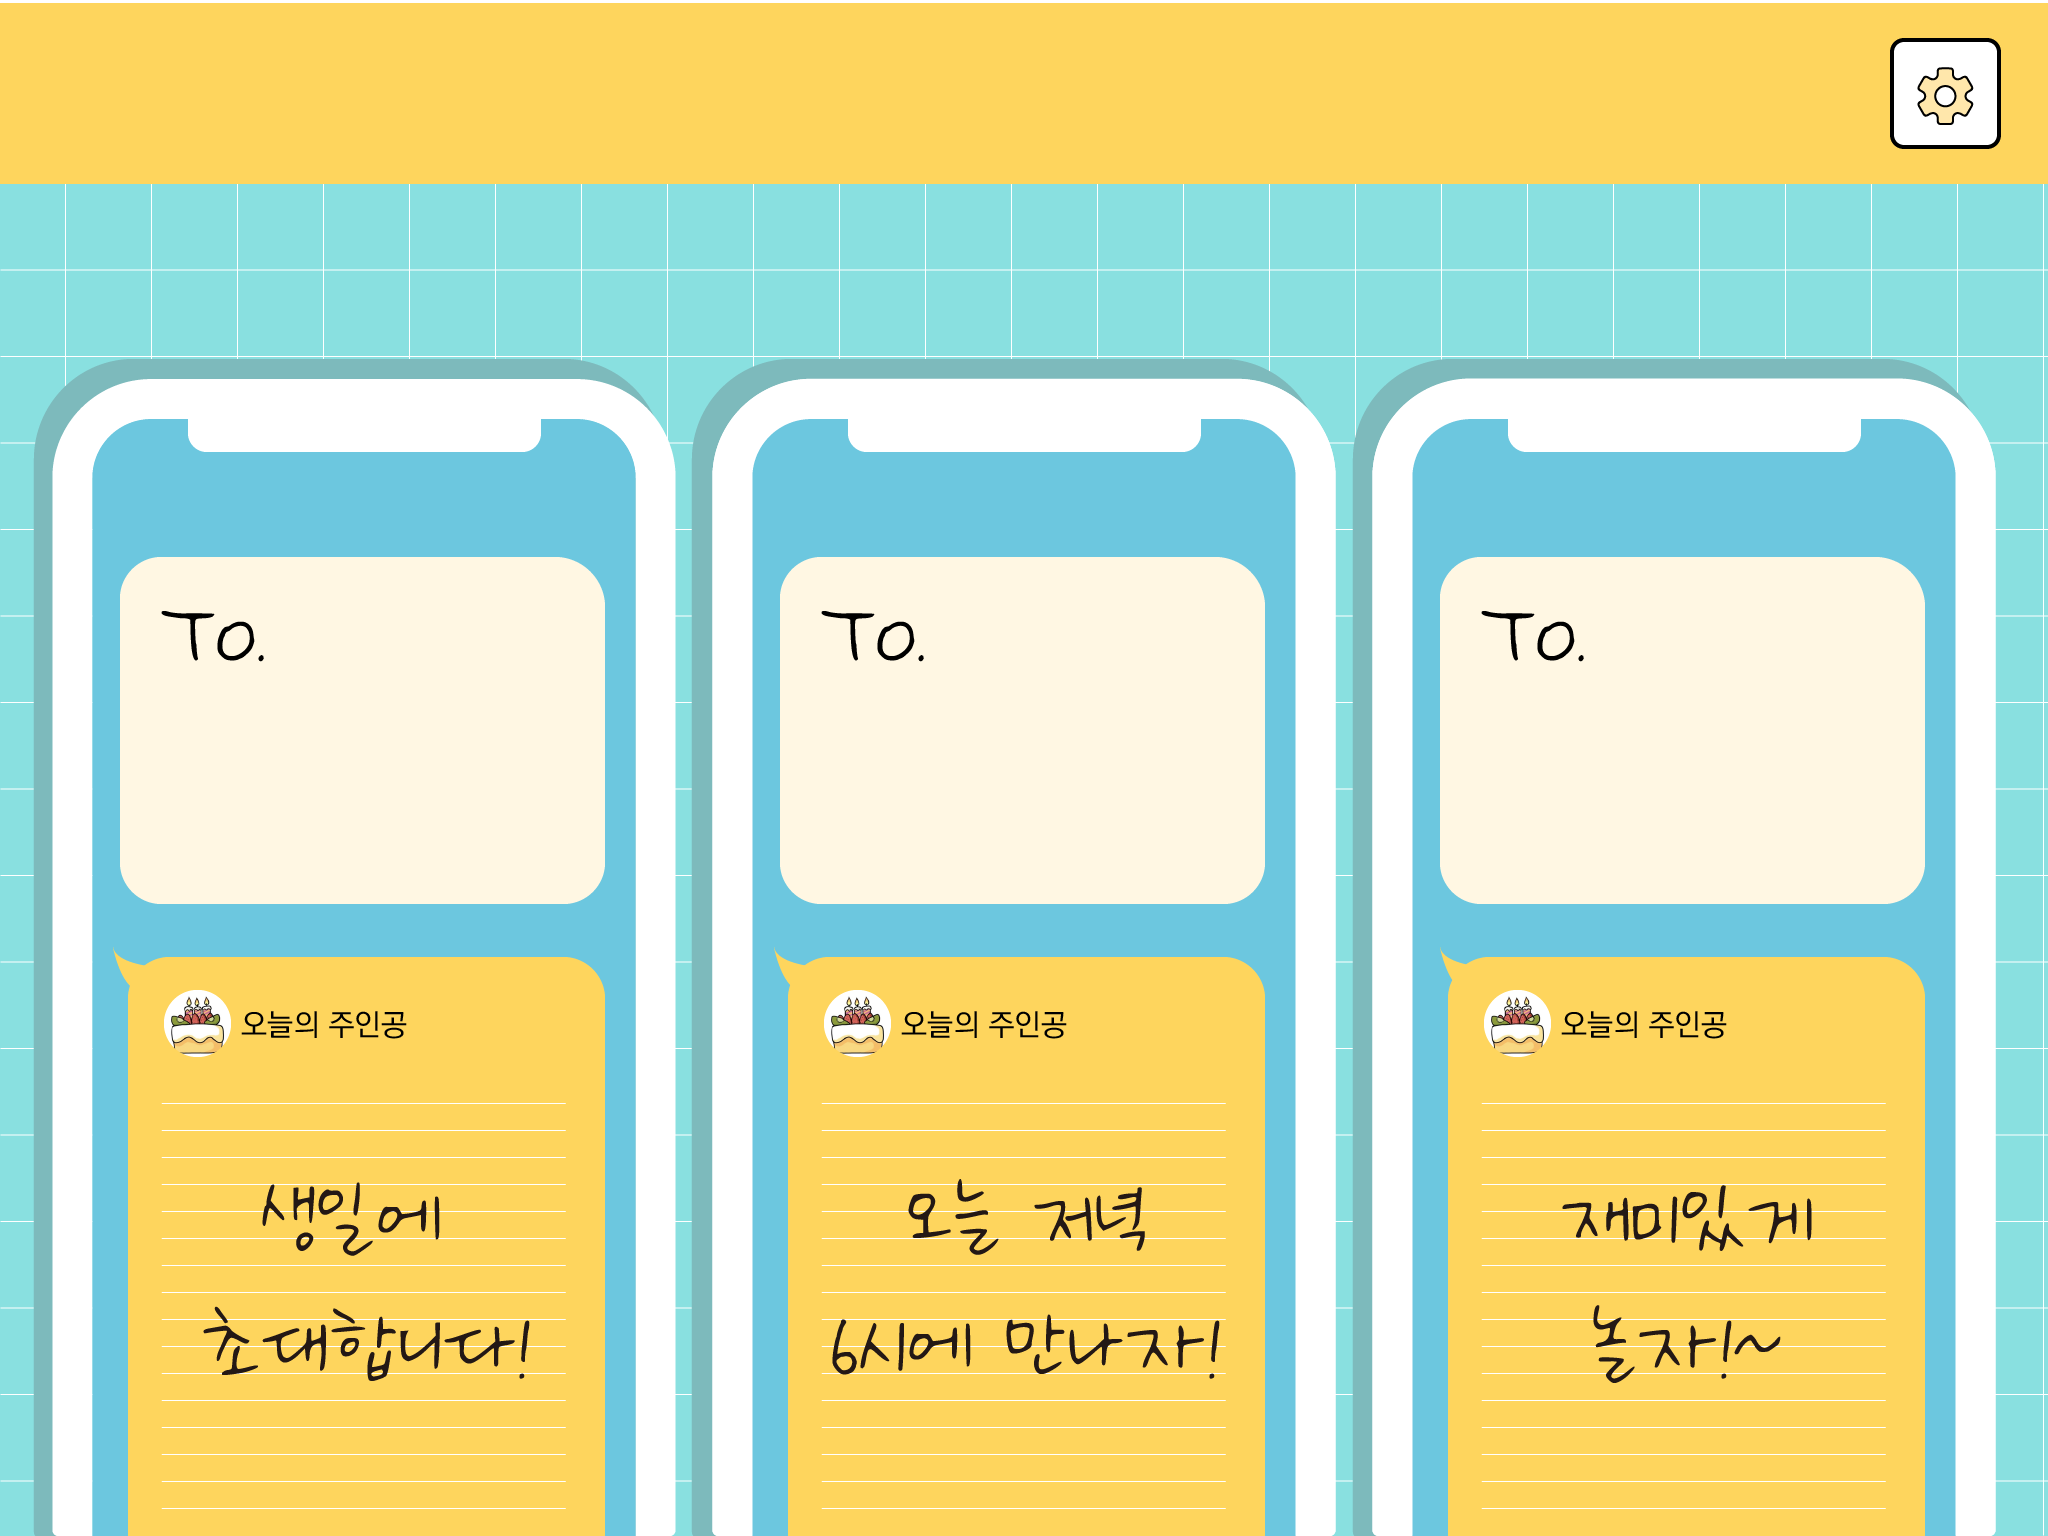 To.
오늘의 주인공
생일에
초대합니다!
To.
오늘의 주인공
오늘 저녁
6시에 만나자!
To.
오늘의 주인공
재미있게
놀자!~